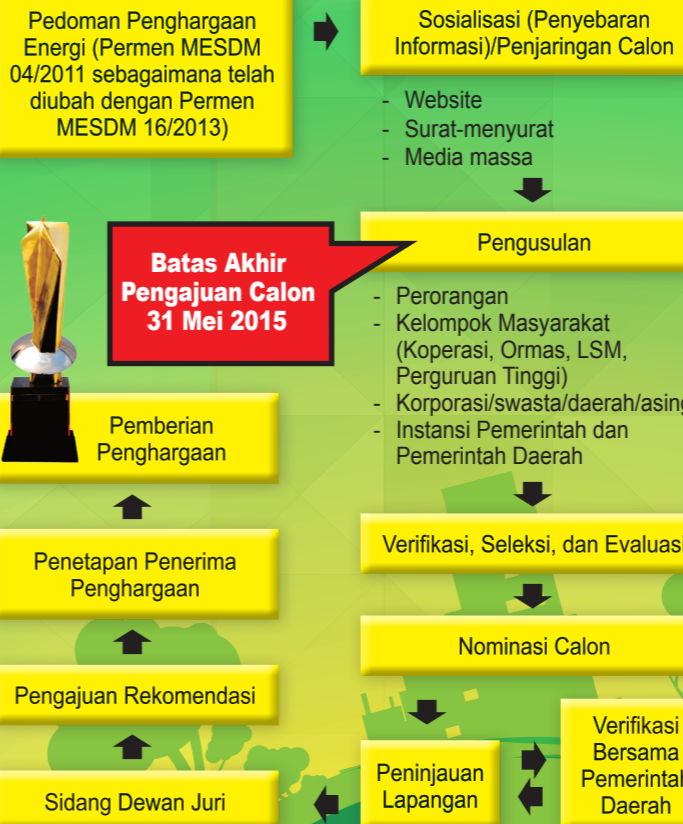 Pedoman Penghargaan
Energi (Permen MESDM
04/2011 sebagaimana telah
diubah dengan Permen
MESDM 16/2013)
Sosialisasi (Penyebaran
Informasi)/Penjaringan Calon
- Website
- Surat-menyurat
- Media massa
Pengusulan
Batas Akhir
Pengajuan Calon
31 Mei 2015
- Perorangan
- Kelompok Masyarakat
(Koperasi, Ormas, LSM,
Perguruan Tinggi)
- Korporasi/swasta/daerah/asing
- Instansi Pemerintah dan
Pemerintah Daerah
Verifikasi, Seleksi, dan Evaluasi
Nominasi Calon
Peninjauan
Lapangan
Verifikasi
Bersama
Pemerintah
Daerah
Sidang Dewan Juri
Pengajuan Rekomendasi
Penetapan Penerima
Penghargaan
Pemberian
Penghargaan